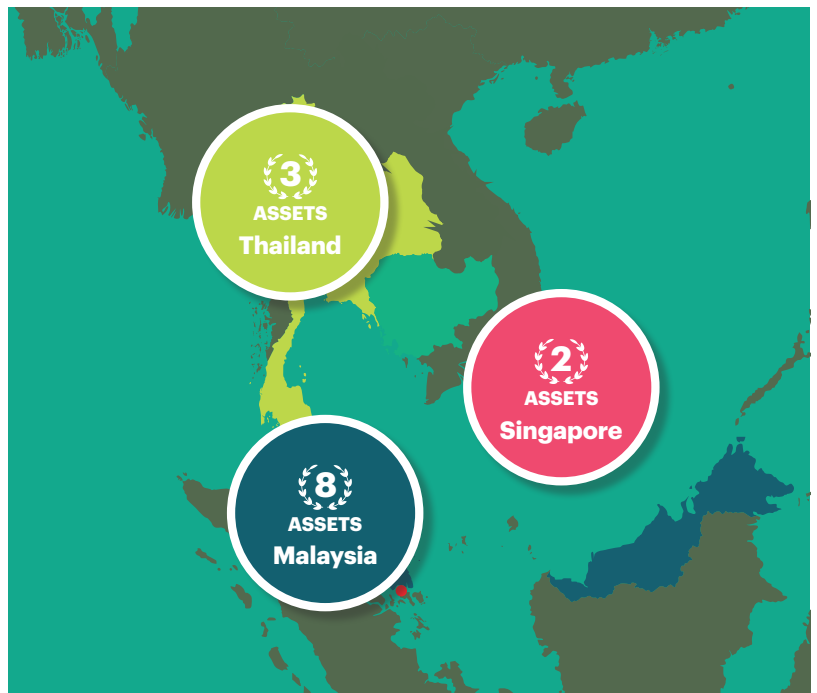 3
ASSETS
Thailand
2
ASSETS
Singapore
8
ASSETS
Malaysia